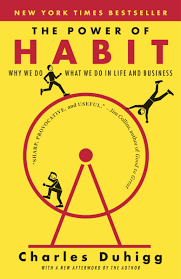 NEW YORK TIMES BESTSELLER
THE POWER OF
HABIT
WHY WE DO WHAT WE DO IN LIFE AND BUSINESS
"SHARP, PROVOCATIVE, AND USEFUL." —Jim Collins, author of Good to Great
Charles Duhigg
WITH A NEW AFTERWORD BY THE AUTHOR